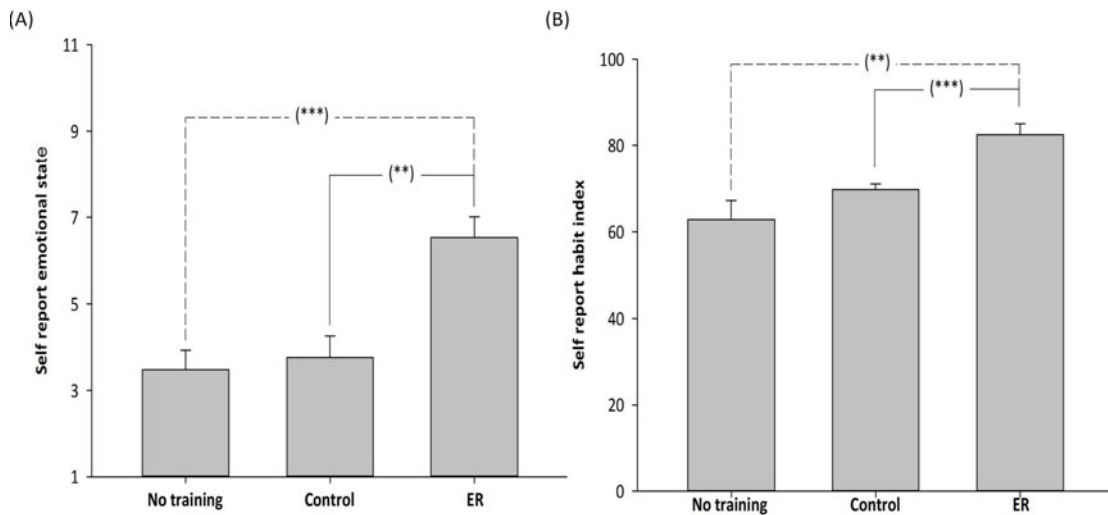 (A)
Self report emotional state
11
9
7
5
3
1
(***)
(**)
No training
Control
ER
(B)
Self report habit index
100
80
60
40
20
0
(**)
(***)
No training
Control
ER